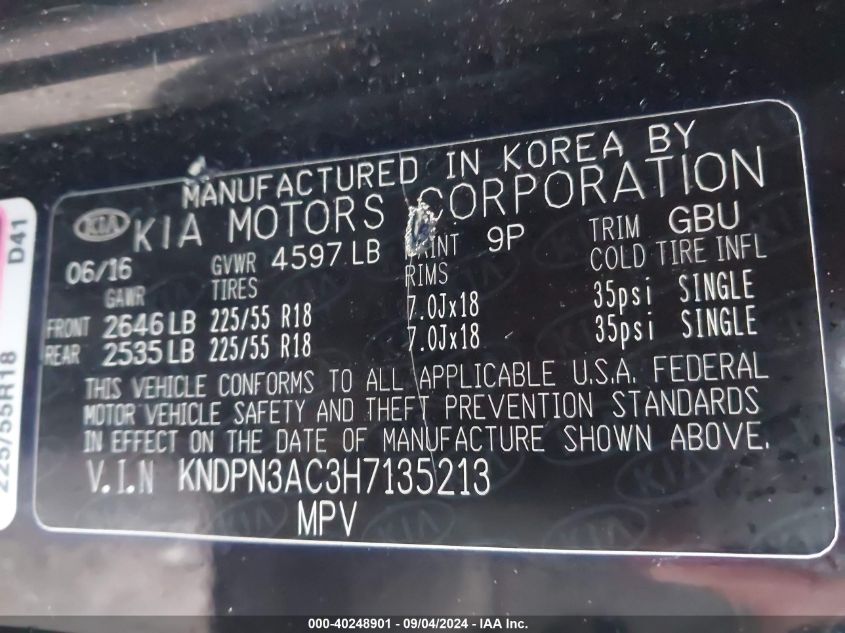 MANUFACTURED IN KOREA BY
KIA KIA MOTORS CORPORATION
06/16 GVWR 4597 LB PAINT 9P TRIM GBU
GAWR TIRES RIMS COLD TIRE INFL
FRONT 2646 LB 225/55 R18 7.0Jx18 35psi SINGLE
REAR 2535 LB 225/55 R18 7.0Jx18 35psi SINGLE
THIS VEHICLE CONFORMS TO ALL APPLICABLE U.S.A. FEDERAL
MOTOR VEHICLE SAFETY AND THEFT PREVENTION STANDARDS
IN EFFECT ON THE DATE OF MANUFACTURE SHOWN ABOVE.
V.I.N KNDPN3AC3H7135213
MPV
D41
225/55R18
000-40248901 - 09/04/2024 - IAA Inc.